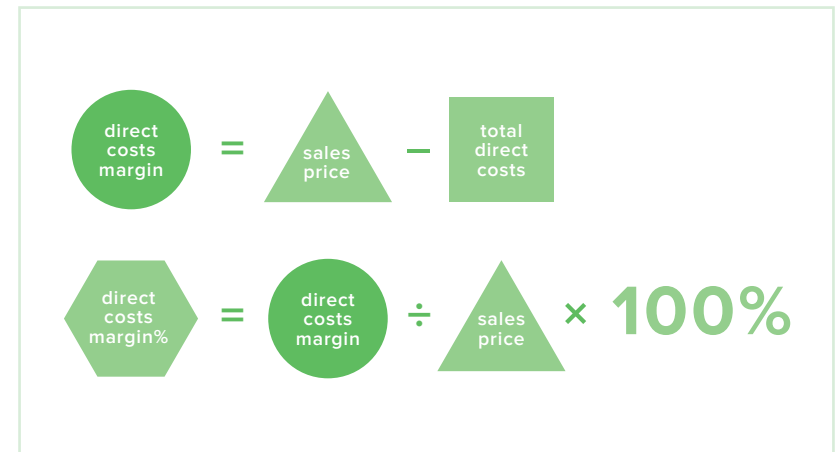 direct
costs
margin
=
sales
price
–
total
direct
costs
direct
costs
margin%
=
direct
costs
margin
÷
sales
price
× 100%